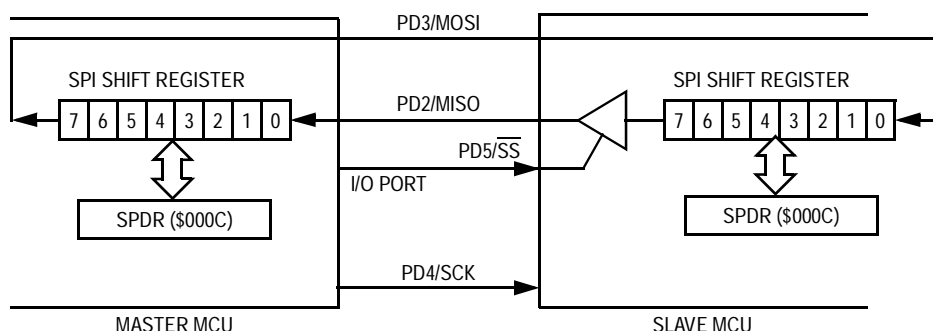 PD3/MOSI
SPI SHIFT REGISTER
SPI SHIFT REGISTER
7 6 5 4 3 2 1 0
PD2/MISO
7 6 5 4 3 2 1 0
PD5/SS
I/O PORT
SPDR ($000C)
SPDR ($000C)
PD4/SCK
MASTER MCU
SLAVE MCU